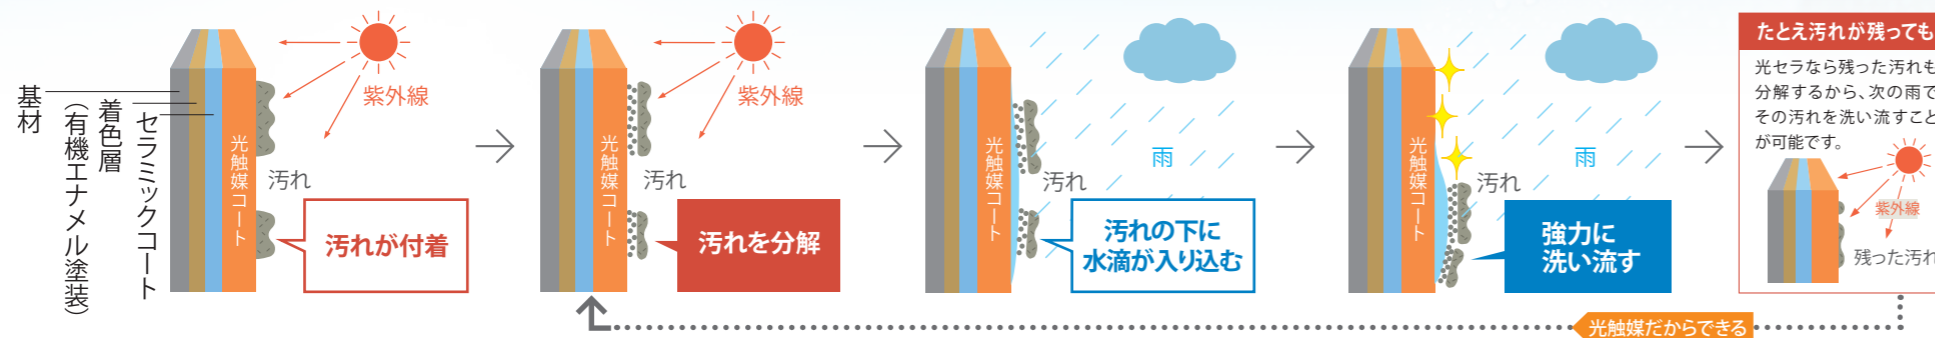 基材
着色層
（有機エナメル塗装）
セラミックコート
光触媒コート
紫外線
汚れ
汚れが付着
光触媒コート
紫外線
汚れ
汚れを分解
光触媒コート
雨
汚れ
汚れの下に
水滴が入り込む
光触媒コート
雨
汚れ
強力に
洗い流す
たとえ汚れが残っても
光セラなら残った汚れも
分解するから、次の雨で
その汚れを洗い流すこと
が可能です。
紫外線
残った汚れ
光触媒だからできる